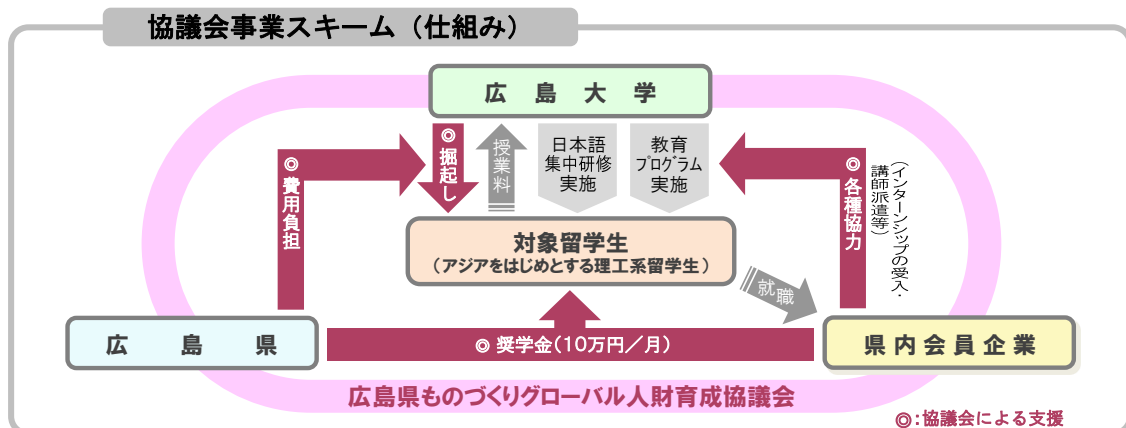 協議会事業スキーム（仕組み）
広島大学
◎掘起し
授業料
日本語
集中研修
実施
教育
プログラム
実施
◎費用負担
◎各種協力
（インターンシップの受入・
講師派遣等）
対象留学生
（アジアをはじめとする理工系留学生）
就職
広島県
◎奨学金（10万円／月）
県内会員企業
広島県ものづくりグローバル人財育成協議会
◎：協議会による支援